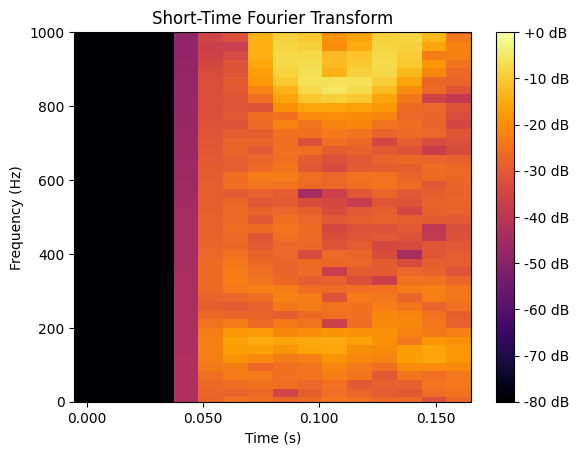 Short-Time Fourier Transform
1000
800
600
400
200
0
Frequency (Hz)
0.000
0.050
0.100
0.150
Time (s)
+0 dB
-10 dB
-20 dB
-30 dB
-40 dB
-50 dB
-60 dB
-70 dB
-80 dB